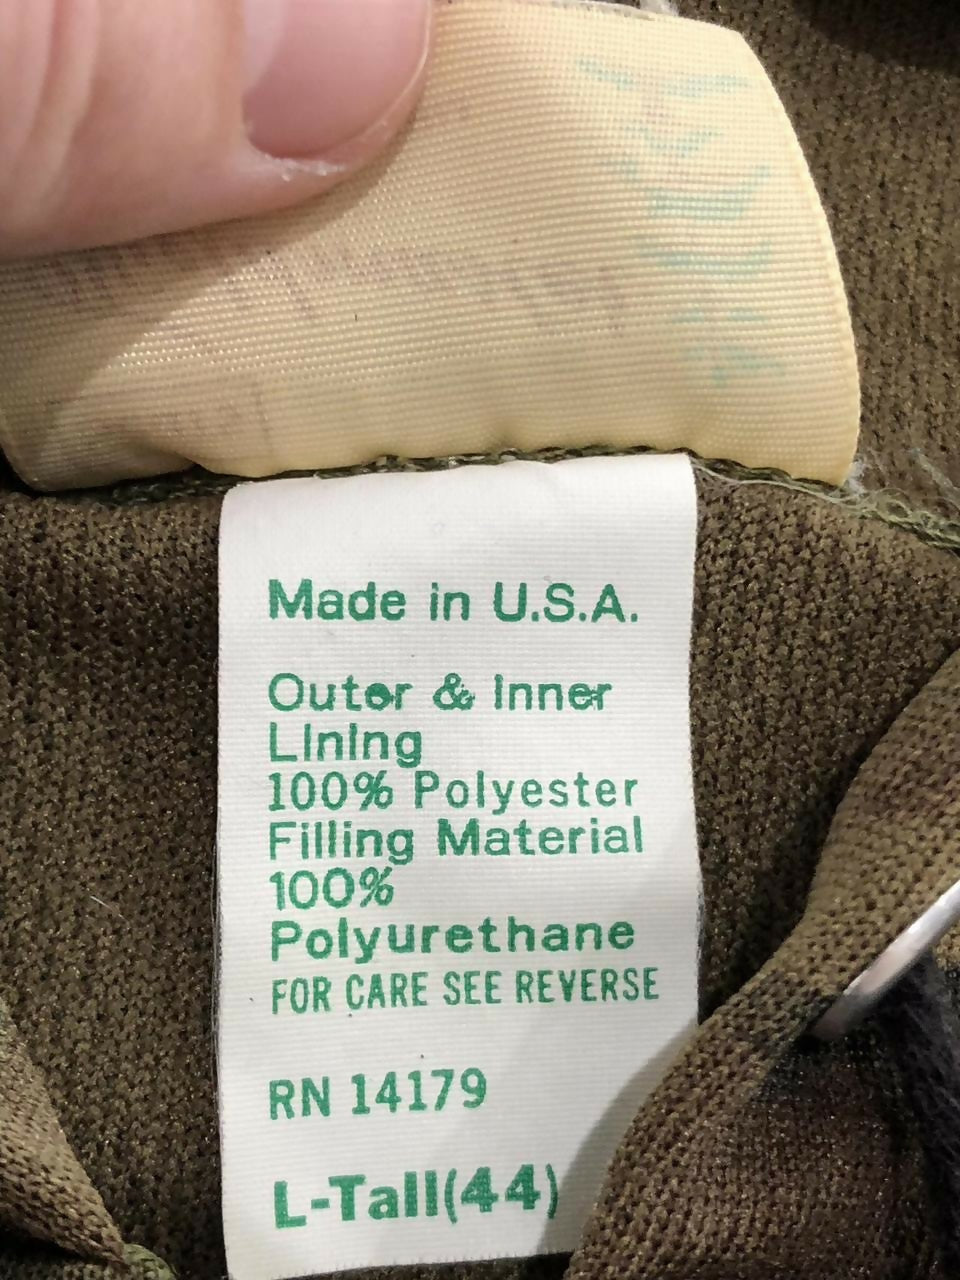 Made in U.S.A.
Outer & Inner
Lining
100% Polyester
Filling Material
100%
Polyurethane
FOR CARE SEE REVERSE
RN 14179
L-Tall(44)